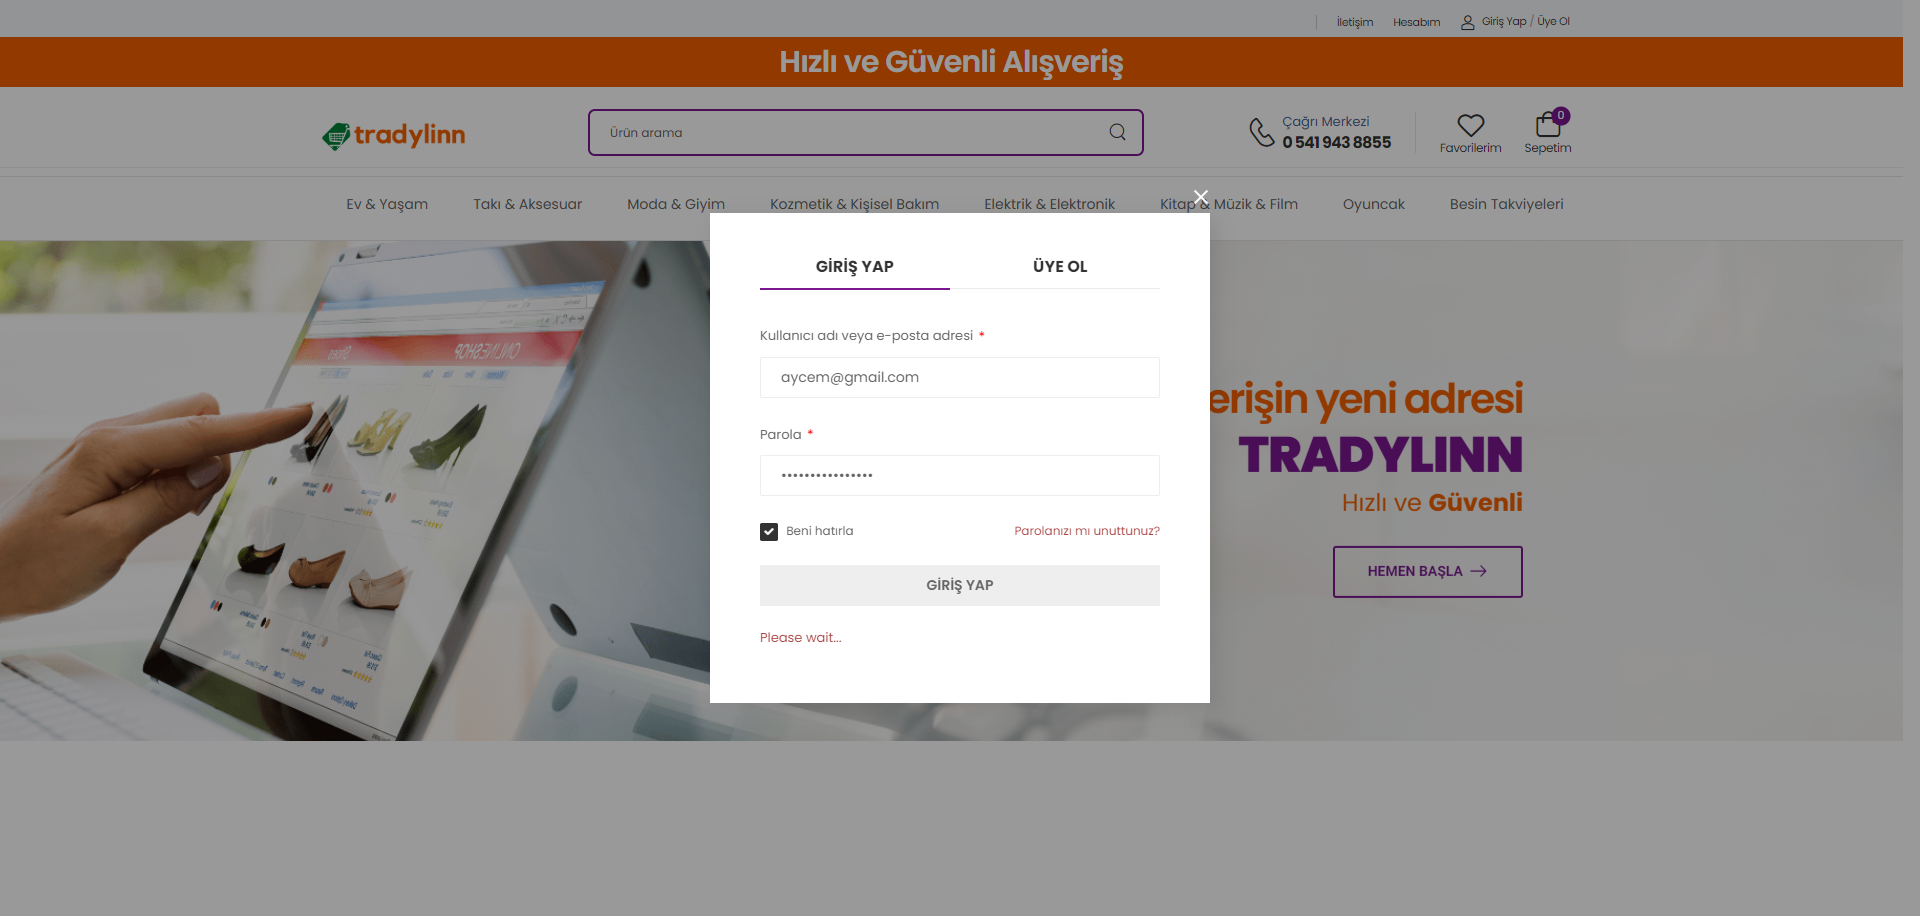 İletişim
Hesabım
Giriş Yap / Üye Ol
Hızlı ve Güvenli Alışveriş
tradylinn
Ürün arama
Çağrı Merkezi
0 541 943 8855
Favorilerim
0
Sepetim
Ev & Yaşam
Takı & Aksesuar
Moda & Giyim
Kozmetik & Kişisel Bakım
Elektrik & Elektronik
Kitap & Müzik & Film
Oyuncak
Besin Takviyeleri
GİRİŞ YAP
ÜYE OL
Kullanıcı adı veya e-posta adresi *
aycem@gmail.com
Parola *
••••••••••••••••
Beni hatırla
Parolanızı mı unuttunuz?
GİRİŞ YAP
Please wait...
erişin yeni adresi
TRADYLINN
Hızlı ve Güvenli
HEMEN BAŞLA
ONLINESHOP